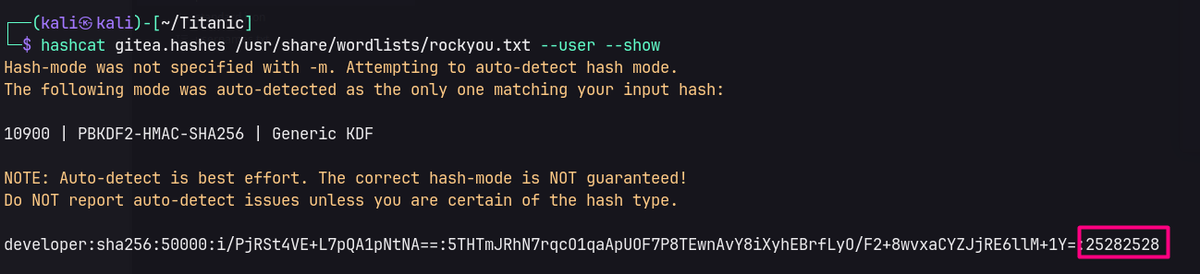 ┌──(kali㉿kali)-[~/Titanic]
└─$ hashcat gitea.hashes /usr/share/wordlists/rockyou.txt --user --show
Hash-mode was not specified with -m. Attempting to auto-detect hash mode.
The following mode was auto-detected as the only one matching your input hash:
10900 | PBKDF2-HMAC-SHA256 | Generic KDF
NOTE: Auto-detect is best effort. The correct hash-mode is NOT guaranteed!
Do NOT report auto-detect issues unless you are certain of the hash type.
developer:sha256:50000:i/PjRSt4VE+L7pQA1pNtNA==:5THTmJRhN7rqcO1qaApUOF7P8TEwnAvY8iXyhEBrfLyO/F2+8wvxaCYZJjRE6llM+1Y=:25282528